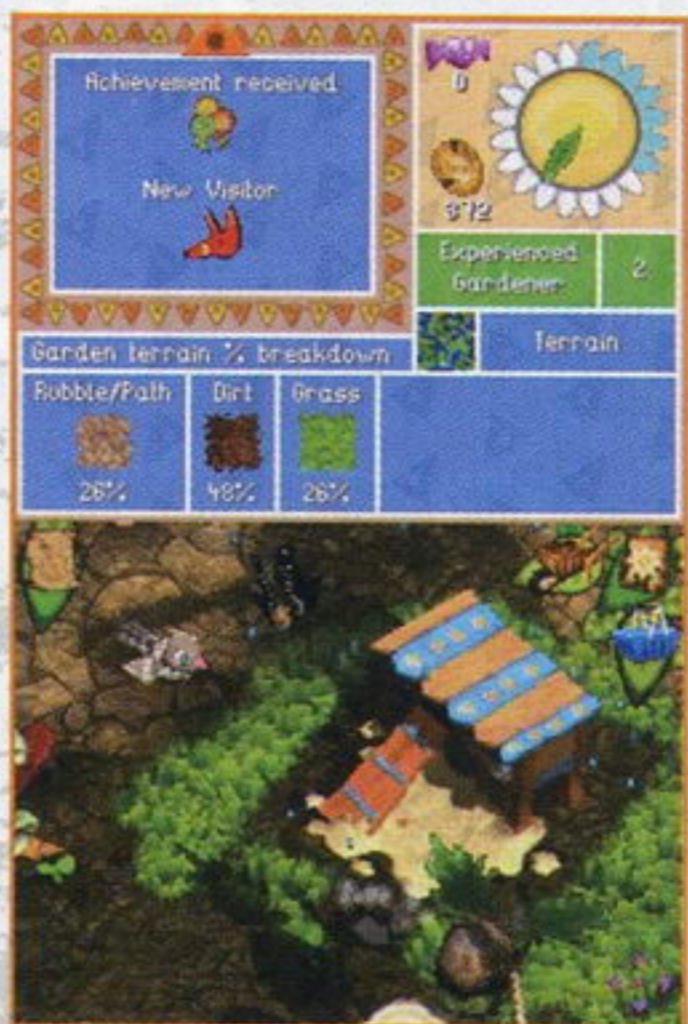 Achievement received
New Visitor
0
372
Experienced
Gardener
2
Garden terrain % breakdown
Terrain
Rubble/Path
Dirt
Grass
26%
48%
26%